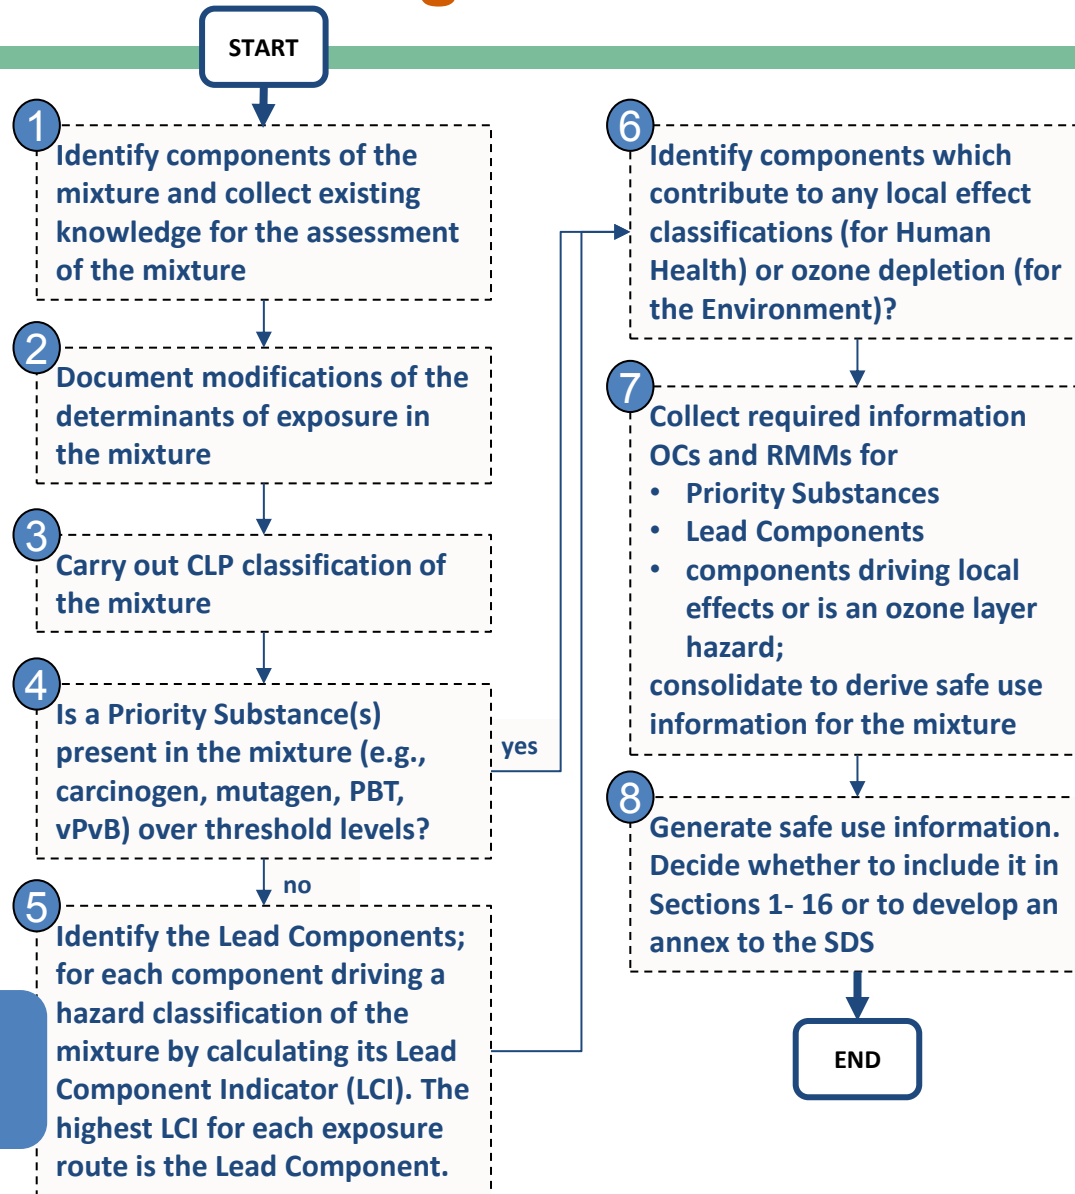 START
1
Identify components of the
mixture and collect existing
knowledge for the assessment
of the mixture
2
Document modifications of the
determinants of exposure in
the mixture
3
Carry out CLP classification of
the mixture
4
Is a Priority Substance(s)
present in the mixture (e.g.,
carcinogen, mutagen, PBT,
vPvB) over threshold levels?
yes
no
5
Identify the Lead Components;
for each component driving a
hazard classification of the
mixture by calculating its Lead
Component Indicator (LCI). The
highest LCI for each exposure
route is the Lead Component.
6
Identify components which
contribute to any local effect
classifications (for Human
Health) or ozone depletion (for
the Environment)?
7
Collect required information
OCs and RMMs for
• Priority Substances
• Lead Components
• components driving local
effects or is an ozone layer
hazard;
consolidate to derive safe use
information for the mixture
8
Generate safe use information.
Decide whether to include it in
Sections 1- 16 or to develop an
annex to the SDS
END